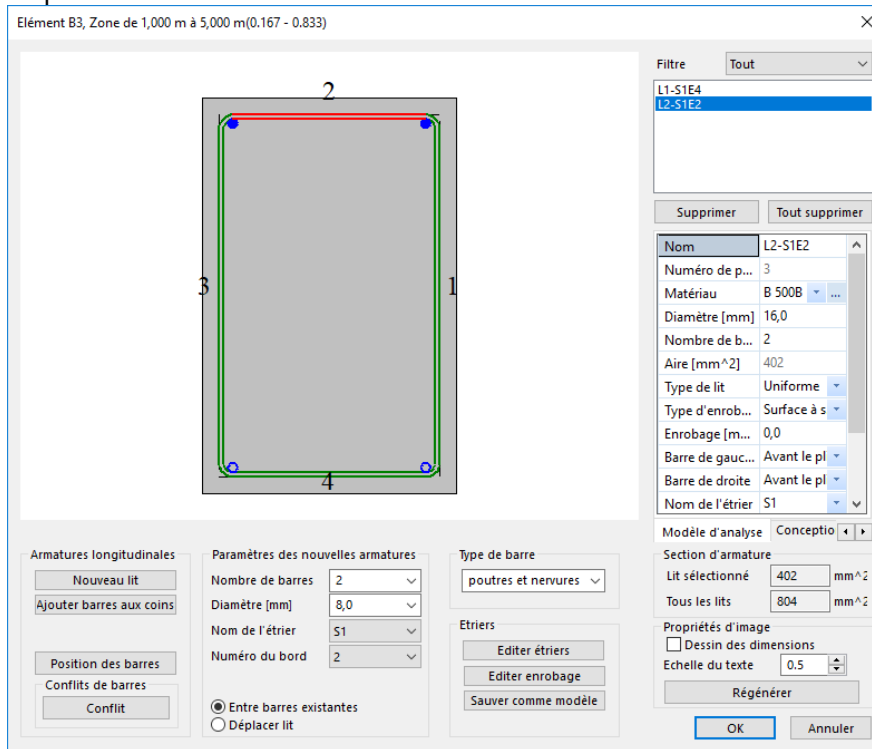 Elément B3, Zone de 1,000 m à 5,000 m(0.167 - 0.833)
2
3
1
4
Filtre Tout
L1-S1E4
L2-S1E2
Supprimer Tout supprimer
Nom L2-S1E2
Numéro de p... 3
Matériau B 500B ...
Diamètre [mm] 16,0
Nombre de b... 2
Aire [mm^2] 402
Type de lit Uniforme
Type d'enrob... Surface à s
Enrobage [m... 0,0
Barre de gauc... Avant le pl
Barre de droite Avant le pl
Nom de l'étrier S1
Modèle d'analyse Conceptio
Armatures longitudinales
Nouveau lit
Ajouter barres aux coins
Position des barres
Conflits de barres
Conflit
Paramètres des nouvelles armatures
Nombre de barres 2
Diamètre [mm] 8,0
Nom de l'étrier S1
Numéro du bord 2
Entre barres existantes
Déplacer lit
Type de barre
poutres et nervures
Etriers
Editer étriers
Editer enrobage
Sauver comme modèle
Section d'armature
Lit sélectionné 402 mm^2
Tous les lits 804 mm^2
Propriétés d'image
Dessin des dimensions
Echelle du texte 0.5
Régénérer
OK Annuler